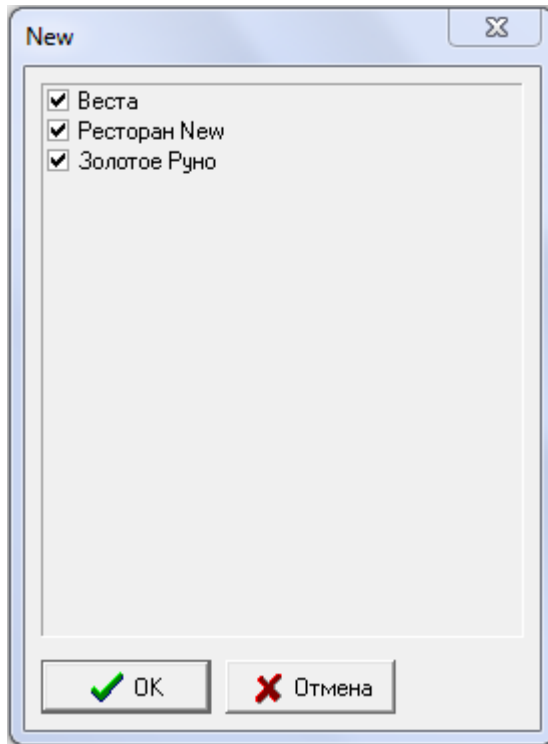 New
Веста
Ресторан New
Золотое Руно
OK
Отмена